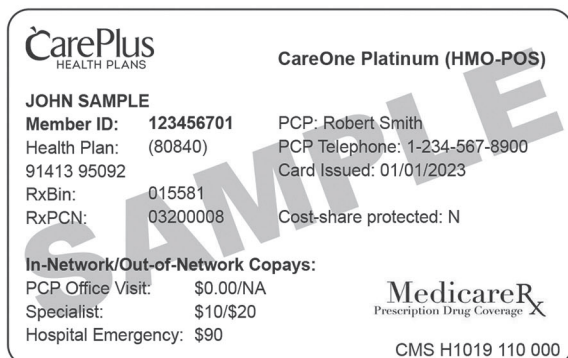 CarePlus
HEALTH PLANS
CareOne Platinum (HMO-POS)
JOHN SAMPLE
Member ID: 123456701
Health Plan: (80840)
91413 95092
RxBin: 015581
RxPCN: 03200008
PCP: Robert Smith
PCP Telephone: 1-234-567-8900
Card Issued: 01/01/2023
Cost-share protected: N
SAMPLE
In-Network/Out-of-Network Copays:
PCP Office Visit: $0.00/NA
Specialist: $10/$20
Hospital Emergency: $90
MedicareRx
Prescription Drug Coverage
CMS H1019 110 000